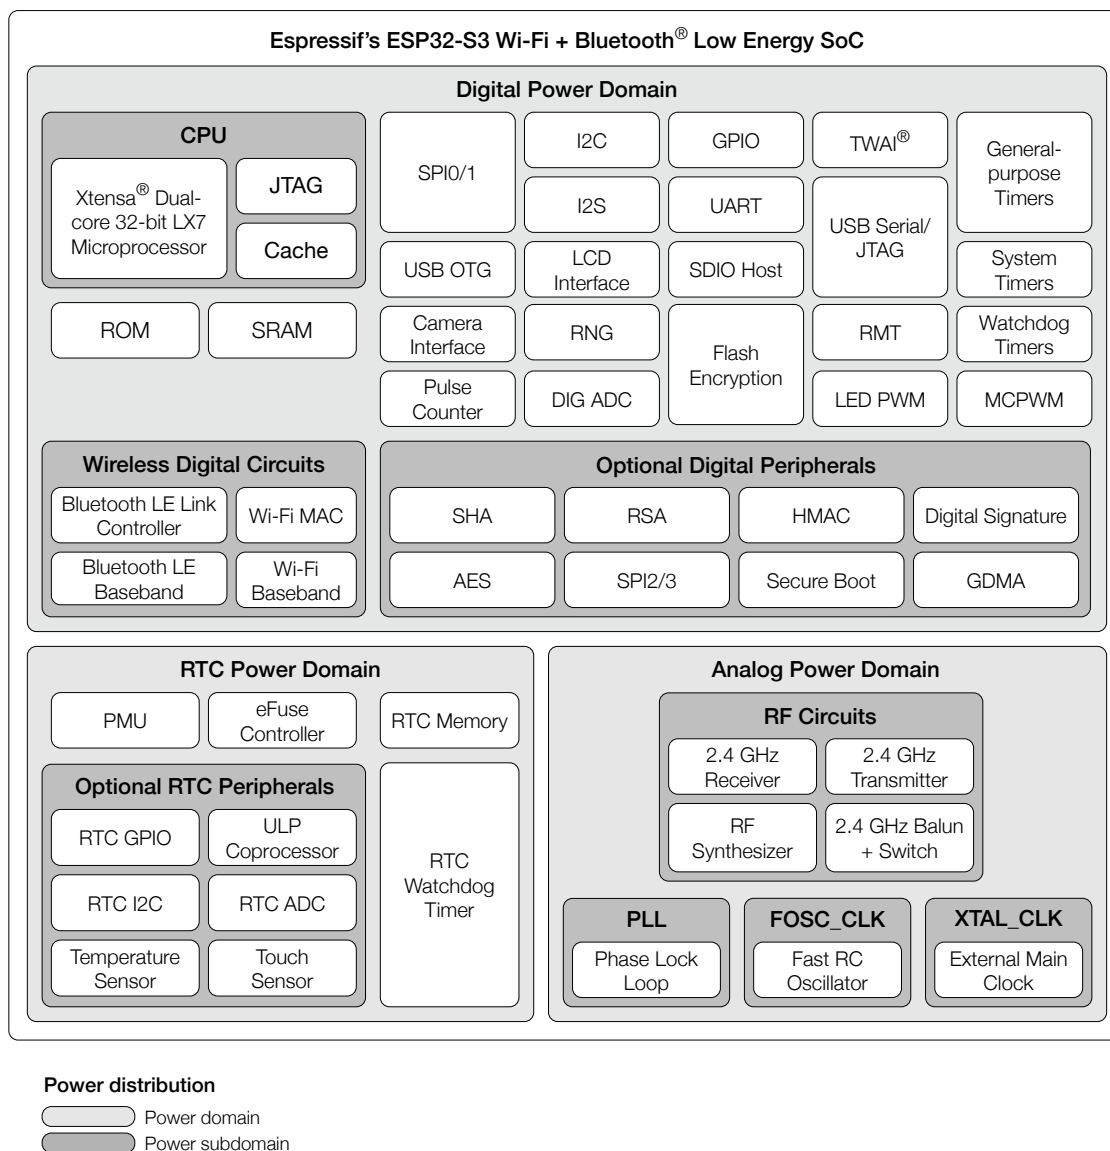 Espressif's ESP32-S3 Wi-Fi + Bluetooth® Low Energy SoC
Digital Power Domain
CPU
Xtensa® Dual-
core 32-bit LX7
Microprocessor
JTAG
Cache
ROM
SRAM
SPI0/1
I2C
GPIO
TWAI®
General-
purpose
Timers
I2S
UART
USB Serial/
JTAG
USB OTG
LCD
Interface
SDIO Host
System
Timers
Camera
Interface
RNG
Flash
Encryption
RMT
Watchdog
Timers
Pulse
Counter
DIG ADC
LED PWM
MCPWM
Wireless Digital Circuits
Bluetooth LE Link
Controller
Wi-Fi MAC
Bluetooth LE
Baseband
Wi-Fi
Baseband
Optional Digital Peripherals
SHA
RSA
HMAC
Digital Signature
AES
SPI2/3
Secure Boot
GDMA
RTC Power Domain
PMU
eFuse
Controller
RTC Memory
Optional RTC Peripherals
RTC GPIO
ULP
Coprocessor
RTC I2C
RTC ADC
Temperature
Sensor
Touch
Sensor
RTC
Watchdog
Timer
Analog Power Domain
RF Circuits
2.4 GHz
Receiver
2.4 GHz
Transmitter
RF
Synthesizer
2.4 GHz Balun
+ Switch
PLL
Phase Lock
Loop
FOSC_CLK
Fast RC
Oscillator
XTAL_CLK
External Main
Clock
Power distribution
Power domain
Power subdomain